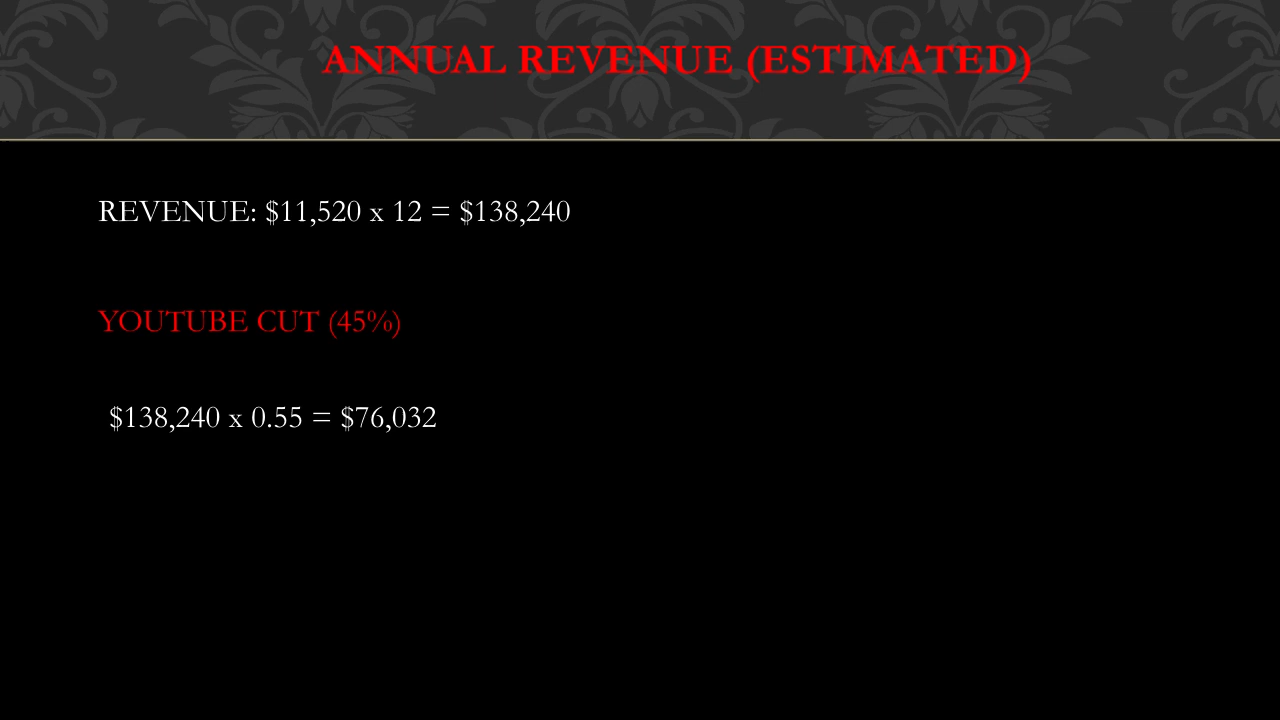 ANNUAL REVENUE (ESTIMATED)
REVENUE: $11,520 x 12 = $138,240
YOUTUBE CUT (45%)
$138,240 x 0.55 = $76,032